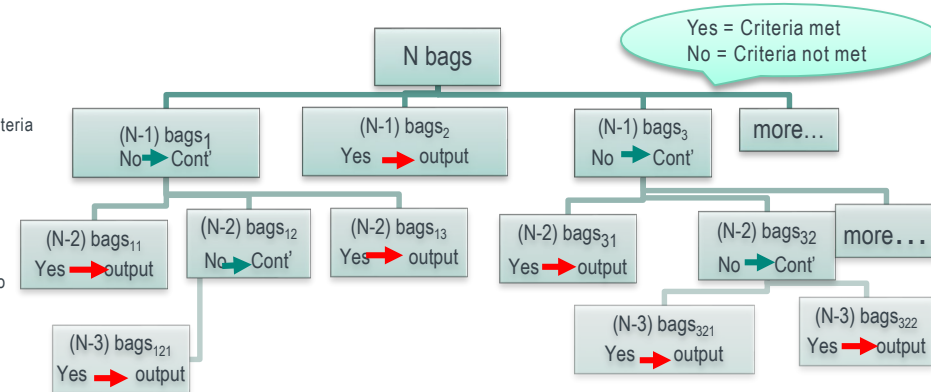 Yes = Criteria met
No = Criteria not met
N bags
teria
(N-1) bags₁
No Cont'
(N-1) bags₂
Yes output
(N-1) bags₃
No Cont'
more...
(N-2) bags₁₁
Yes output
(N-2) bags₁₂
No Cont'
(N-2) bags₁₃
Yes output
(N-2) bags₃₁
Yes output
(N-2) bags₃₂
No Cont'
more...
o
(N-3) bags₁₂₁
Yes output
(N-3) bags₃₂₁
Yes output
(N-3) bags₃₂₂
Yes output